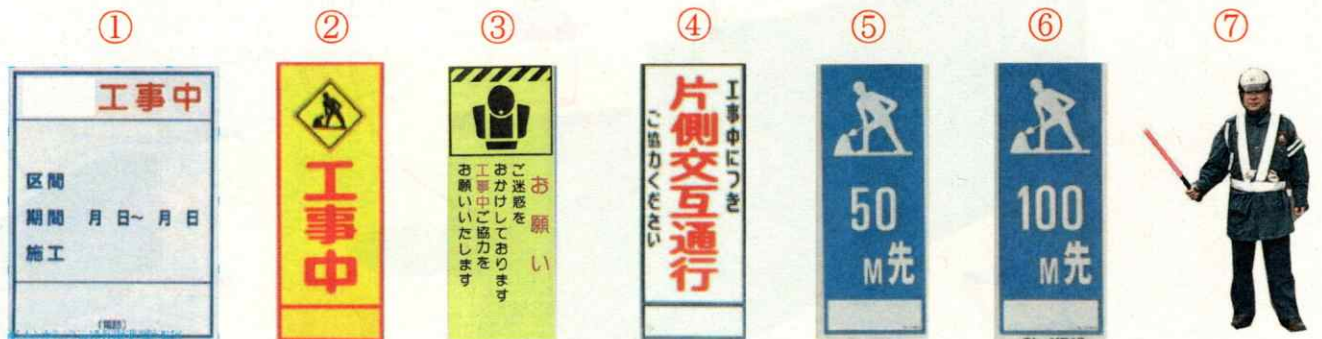 ① ② ③ ④ ⑤ ⑥ ⑦
工事中
区間
期間 月 日~ 月 日
施工
(電話)
工事中
お願い
ご迷惑を
おかけしております
工事中ご協力を
お願いいたします
工事中につき
片側交互通行
ご協力ください
50
M先
100
M先